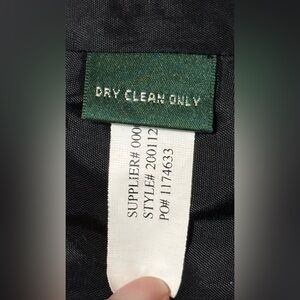 DRY CLEAN ONLY
SUPPLIER# 000
STYLE# 200112
PO# 1174633